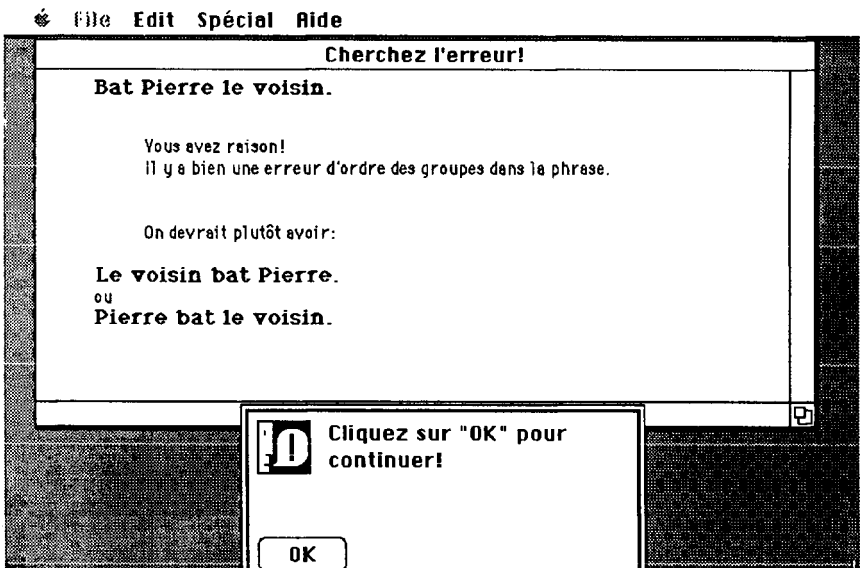 File Edit Spécial Aide
Cherchez l'erreur!
Bat Pierre le voisin.
Vous avez raison!
Il y a bien une erreur d'ordre des groupes dans la phrase.
On devrait plutôt avoir:
Le voisin bat Pierre.
ou
Pierre bat le voisin.
Cliquez sur "OK" pour
continuer!
OK